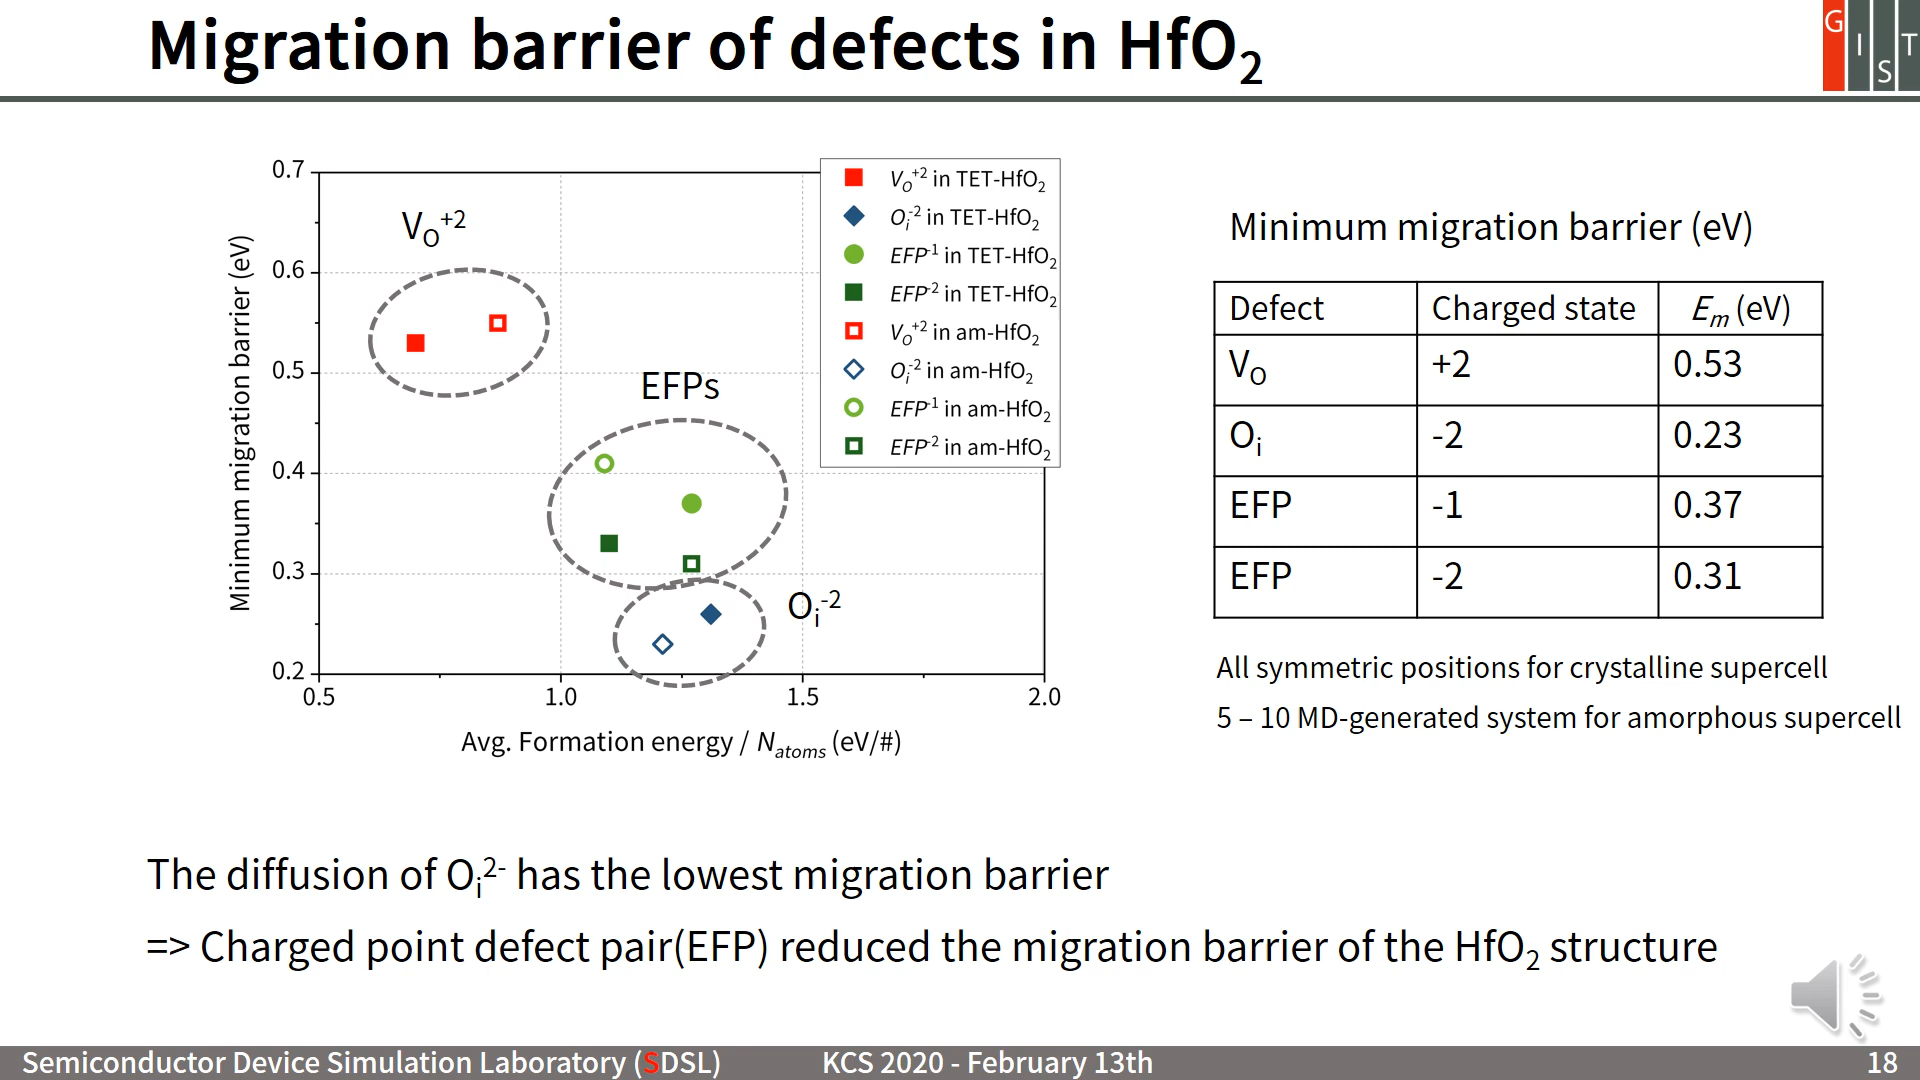 Migration barrier of defects in HfO2
G I S T
0.7
0.6
0.5
0.4
0.3
0.2
0.5 1.0 1.5 2.0
Minimum migration barrier (eV)
Avg. Formation energy / Natoms (eV/#)
VO+2
EFPs
Oi-2
VO+2 in TET-HfO2
Oi-2 in TET-HfO2
EFP-1 in TET-HfO2
EFP-2 in TET-HfO2
VO+2 in am-HfO2
Oi-2 in am-HfO2
EFP-1 in am-HfO2
EFP-2 in am-HfO2
Minimum migration barrier (eV)
Defect Charged state Em (eV)
VO +2 0.53
Oi -2 0.23
EFP -1 0.37
EFP -2 0.31
All symmetric positions for crystalline supercell
5 – 10 MD-generated system for amorphous supercell
The diffusion of Oi2- has the lowest migration barrier
=> Charged point defect pair(EFP) reduced the migration barrier of the HfO2 structure
Semiconductor Device Simulation Laboratory (SDSL) KCS 2020 - February 13th 18